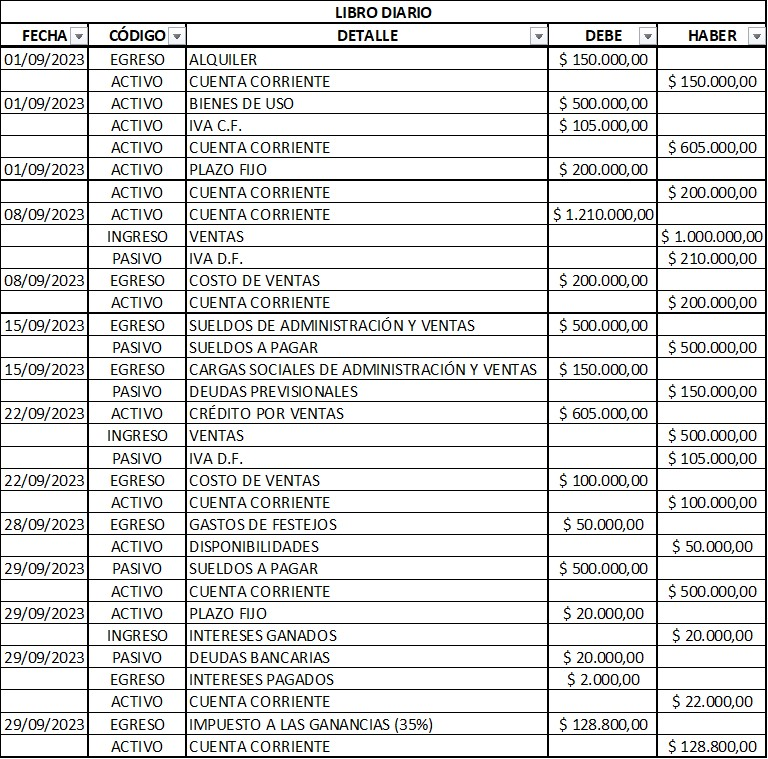 LIBRO DIARIO
FECHA CÓDIGO DETALLE DEBE HABER
01/09/2023 EGRESO ALQUILER $ 150.000,00
ACTIVO CUENTA CORRIENTE $ 150.000,00
01/09/2023 ACTIVO BIENES DE USO $ 500.000,00
ACTIVO IVA C.F. $ 105.000,00
ACTIVO CUENTA CORRIENTE $ 605.000,00
01/09/2023 ACTIVO PLAZO FIJO $ 200.000,00
ACTIVO CUENTA CORRIENTE $ 200.000,00
08/09/2023 ACTIVO CUENTA CORRIENTE $ 1.210.000,00
INGRESO VENTAS $ 1.000.000,00
PASIVO IVA D.F. $ 210.000,00
08/09/2023 EGRESO COSTO DE VENTAS $ 200.000,00
ACTIVO CUENTA CORRIENTE $ 200.000,00
15/09/2023 EGRESO SUELDOS DE ADMINISTRACIÓN Y VENTAS $ 500.000,00
PASIVO SUELDOS A PAGAR $ 500.000,00
15/09/2023 EGRESO CARGAS SOCIALES DE ADMINISTRACIÓN Y VENTAS $ 150.000,00
PASIVO DEUDAS PREVISIONALES $ 150.000,00
22/09/2023 ACTIVO CRÉDITO POR VENTAS $ 605.000,00
INGRESO VENTAS $ 500.000,00
PASIVO IVA D.F. $ 105.000,00
22/09/2023 EGRESO COSTO DE VENTAS $ 100.000,00
ACTIVO CUENTA CORRIENTE $ 100.000,00
28/09/2023 EGRESO GASTOS DE FESTEJOS $ 50.000,00
ACTIVO DISPONIBILIDADES $ 50.000,00
29/09/2023 PASIVO SUELDOS A PAGAR $ 500.000,00
ACTIVO CUENTA CORRIENTE $ 500.000,00
29/09/2023 ACTIVO PLAZO FIJO $ 20.000,00
INGRESO INTERESES GANADOS $ 20.000,00
29/09/2023 PASIVO DEUDAS BANCARIAS $ 20.000,00
EGRESO INTERESES PAGADOS $ 2.000,00
ACTIVO CUENTA CORRIENTE $ 22.000,00
29/09/2023 EGRESO IMPUESTO A LAS GANANCIAS (35%) $ 128.800,00
ACTIVO CUENTA CORRIENTE $ 128.800,00